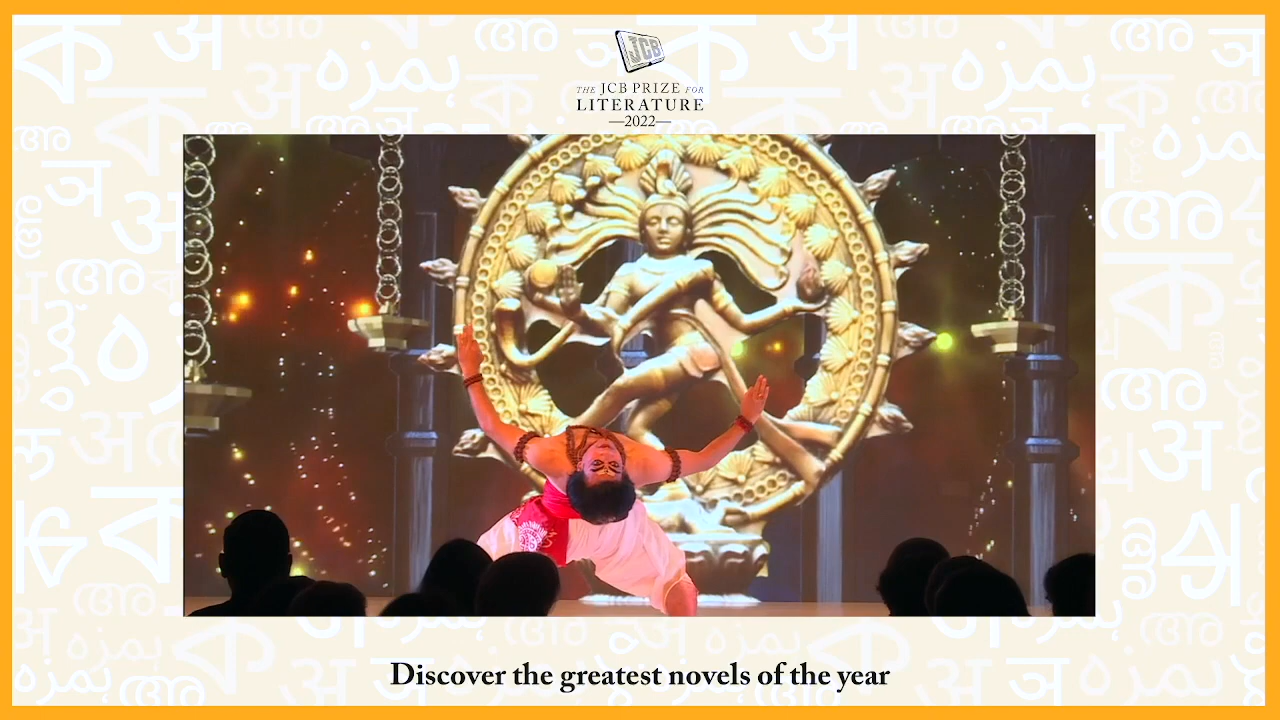 JCB
THE JCB PRIZE FOR
LITERATURE
—2022—
Discover the greatest novels of the year